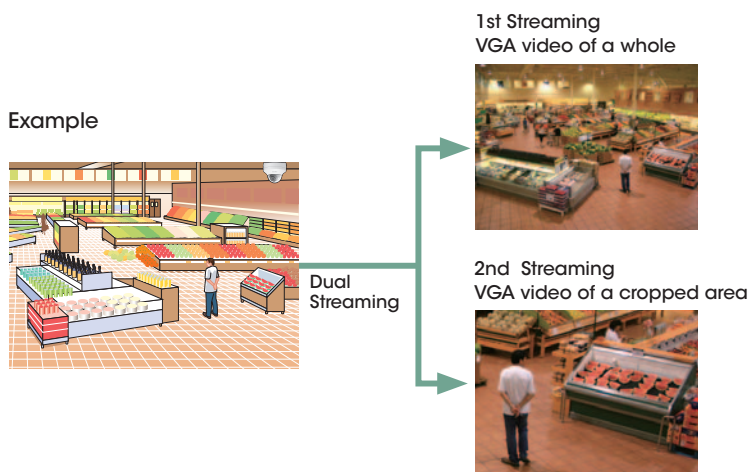 Example
Dual
Streaming
1st Streaming
VGA video of a whole
2nd Streaming
VGA video of a cropped area